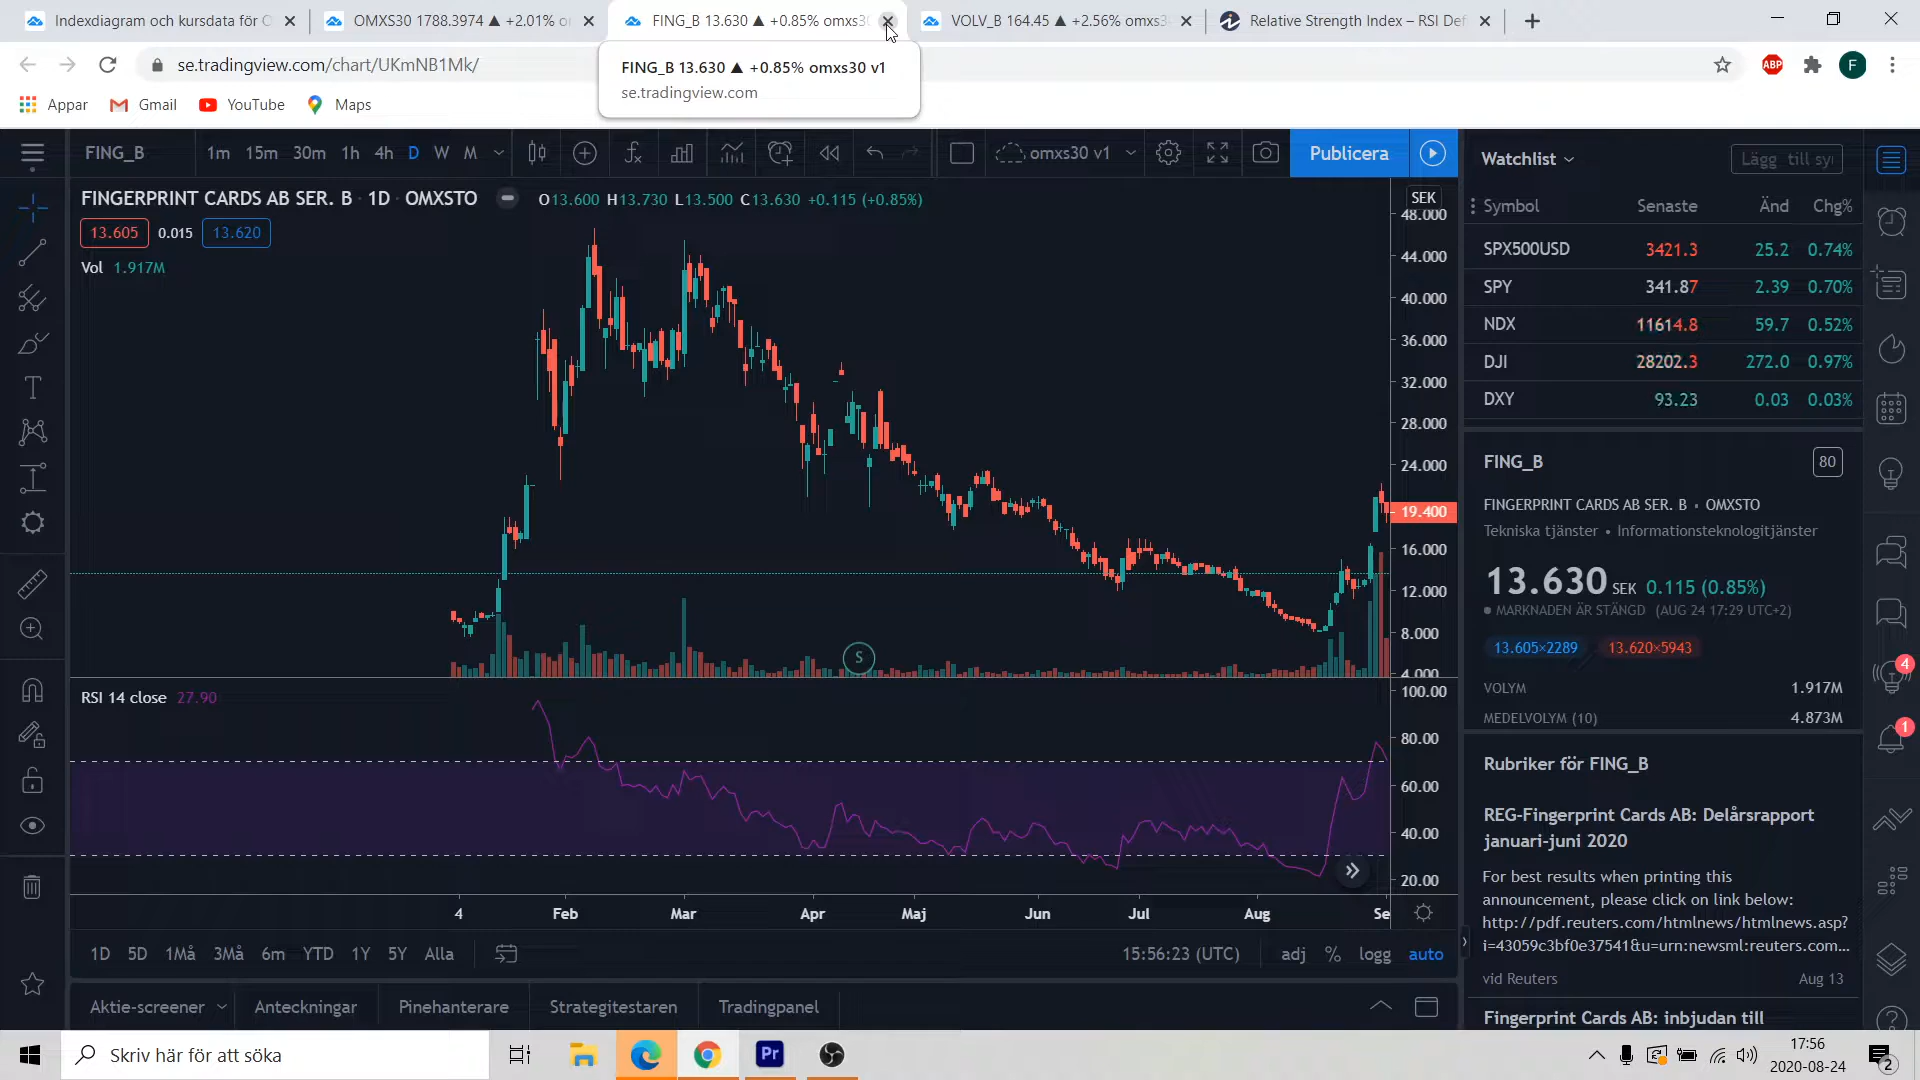 Indexdiagram och kursdata för C
OMXS30 1788.3974 ▲ +2.01% o
FING_B 13.630 ▲ +0.85% omxs30
VOLV_B 164.45 ▲ +2.56% omxs3
Relative Strength Index – RSI Def
se.tradingview.com/chart/UKmNB1Mk/
FING_B 13.630 ▲ +0.85% omxs30 v1
se.tradingview.com
ABP
F
Appar
Gmail
YouTube
Maps
FING_B
1m 15m 30m 1h 4h D W M
omxs30 v1
Publicera
FINGERPRINT CARDS AB SER. B · 1D · OMXSTO
O13.600 H13.730 L13.500 C13.630 +0.115 (+0.85%)
13.605 0.015 13.620
Vol 1.917M
SEK
48.000
44.000
40.000
36.000
32.000
28.000
24.000
19.400
16.000
12.000
8.000
4.000
S
RSI 14 close 27.90
100.00
80.00
60.00
40.00
20.00
4 Feb Mar Apr Maj Jun Jul Aug Se
1D 5D 1Må 3Må 6m YTD 1Y 5Y Alla
15:56:23 (UTC)
adj % logg auto
Aktie-screener Anteckningar Pinehanterare Strategitestaren Tradingpanel
Watchlist
Lägg till sy
Symbol Senaste Änd Chg%
SPX500USD 3421.3 25.2 0.74%
SPY 341.87 2.39 0.70%
NDX 11614.8 59.7 0.52%
DJI 28202.3 272.0 0.97%
DXY 93.23 0.03 0.03%
FING_B
80
FINGERPRINT CARDS AB SER. B • OMXSTO
Tekniska tjänster • Informationsteknologitjänster
13.630 SEK 0.115 (0.85%)
MARKNADEN ÄR STÄNGD (AUG 24 17:29 UTC+2)
13.605×2289 13.620×5943
VOLYM 1.917M
MEDELVOLYM (10) 4.873M
Rubriker för FING_B
REG-Fingerprint Cards AB: Delårsrapport
januari-juni 2020
For best results when printing this
announcement, please click on link below:
http://pdf.reuters.com/htmlnews/htmlnews.asp?
i=43059c3bf0e37541&tu=urn:newsml:reuters.com...
vid Reuters Aug 13
Fingerprint Cards AB: inbjudan till
4
1
Skriv här för att söka
Pr
17:56
2020-08-24
2